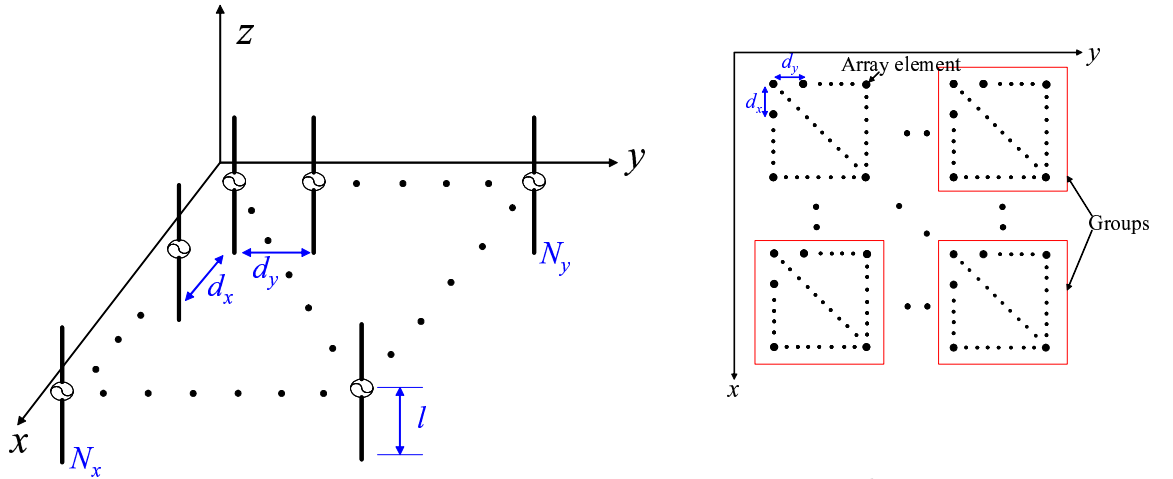 z
y
x
d_x
d_y
N_y
N_x
l
y
d_y
Array element
d_x
Groups
x